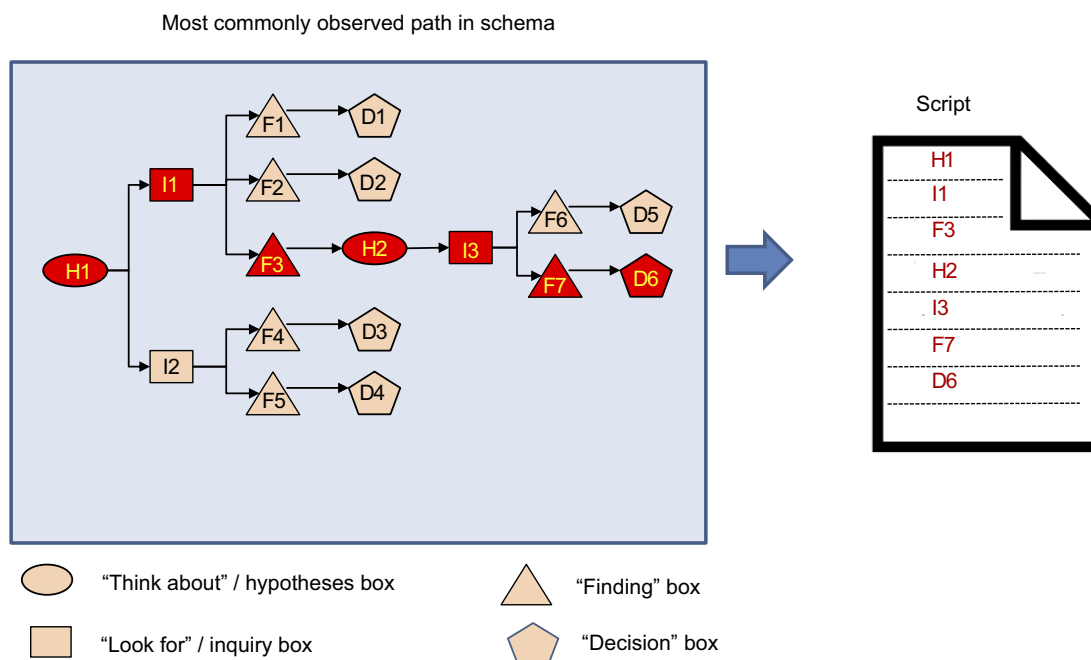 Most commonly observed path in schema
Script
F1
D1
I1
F2
D2
F6
D5
H1
F3
H2
I3
F7
D6
I2
F4
D3
F5
D4
H1
I1
F3
H2
I3
F7
D6
“Think about” / hypotheses box
“Finding” box
“Look for” / inquiry box
“Decision” box